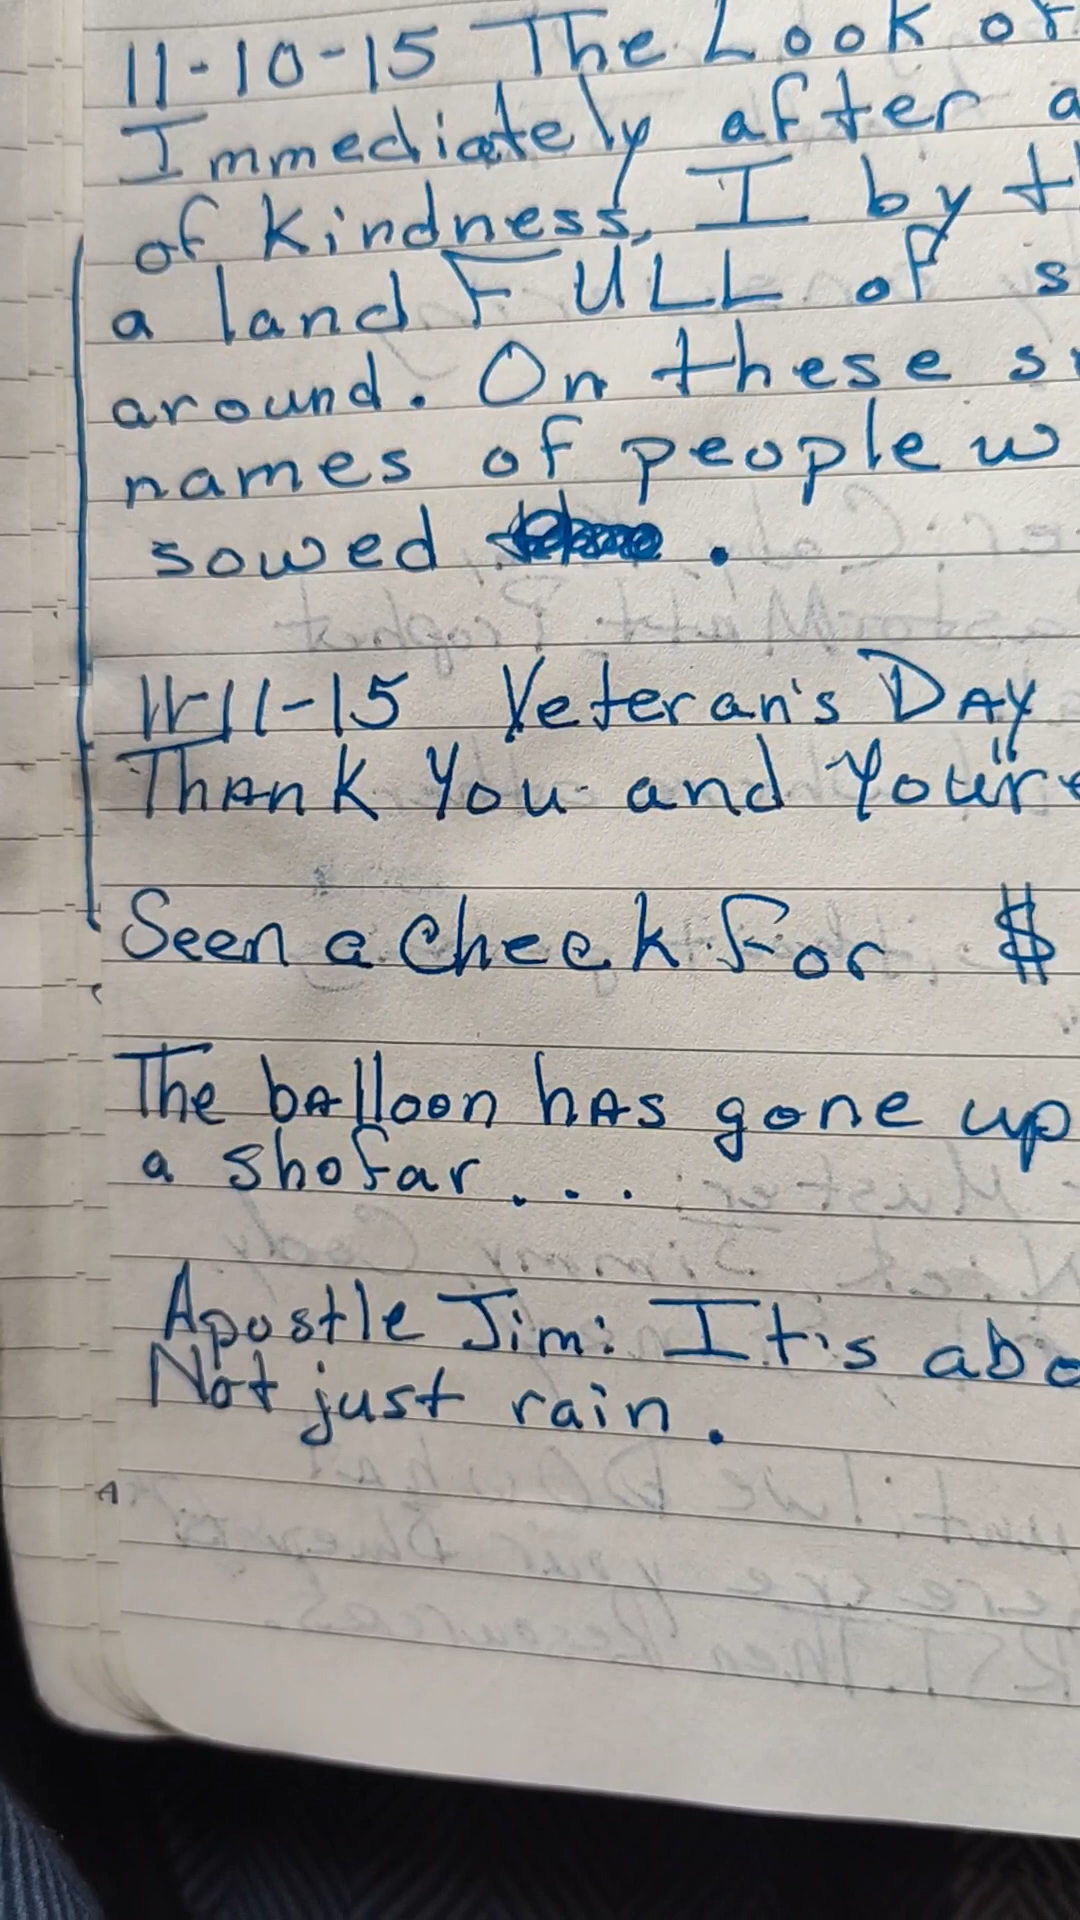 11-10-15 The Look
Immediately after a
of kindness, I by
a land FULL of
around. On these
names of people
sowed .
11-11-15 Veteran's DAY
Thank You and Your
Seen a Check For $
The balloon has gone up
a shofar...
Apostle Jim: It's
Not just rain.